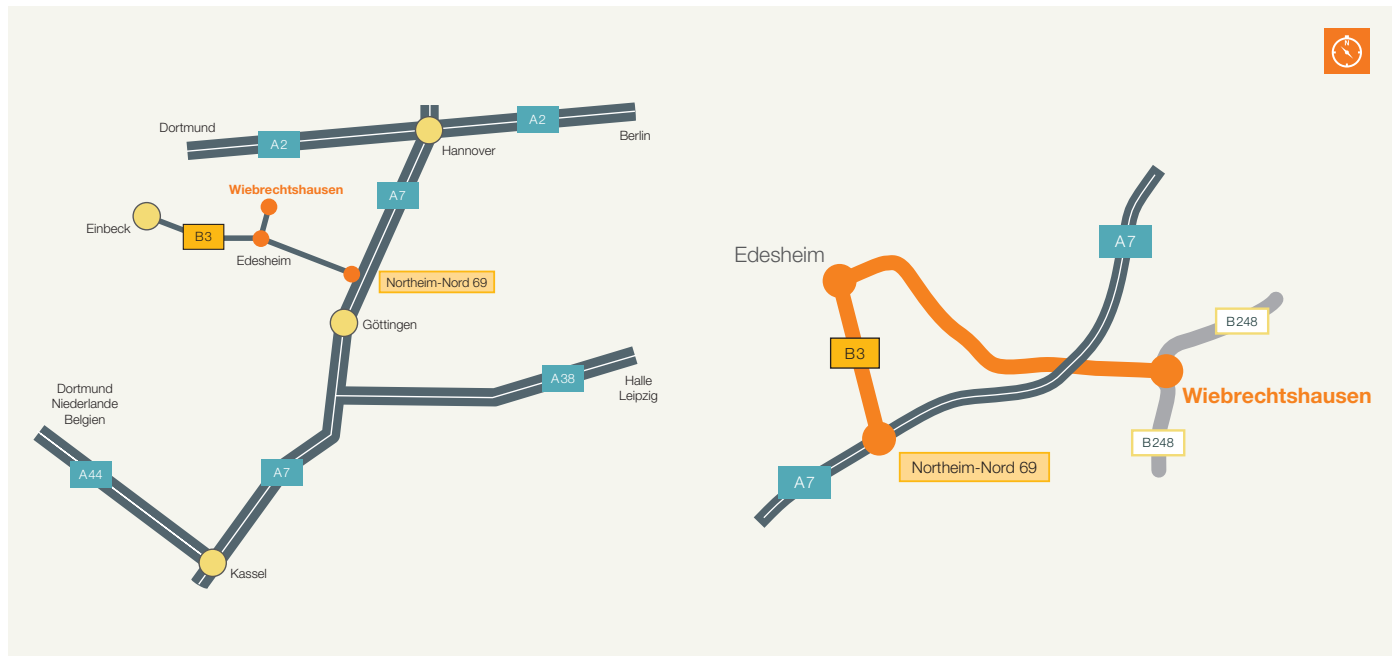 N
Dortmund
A2
A2
Berlin
Hannover
A7
Wiebrechtshausen
Einbeck
B3
Edesheim
Northeim-Nord 69
Göttingen
A38
Halle
Leipzig
Dortmund
Niederlande
Belgien
A44
A7
Kassel
A7
Edesheim
B248
B3
Wiebrechtshausen
B248
Northeim-Nord 69
A7